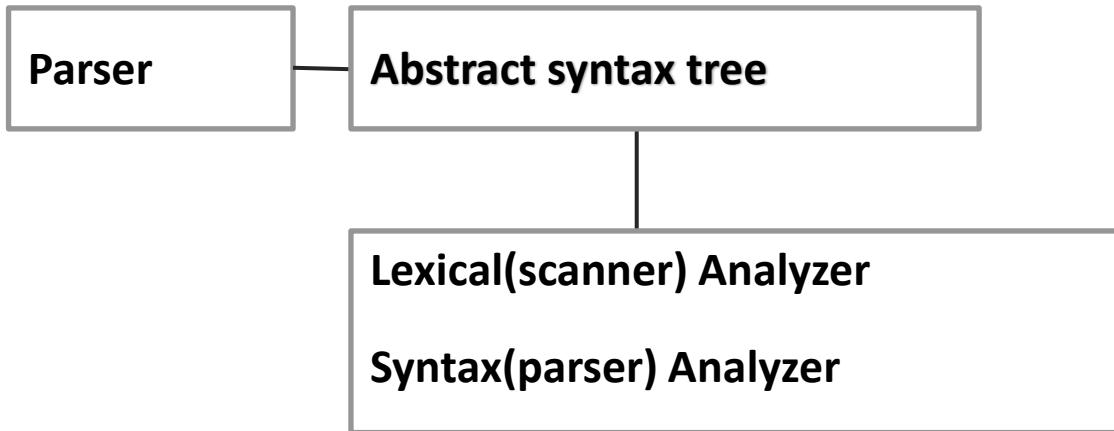 Parser
Abstract syntax tree
Lexical(scanner) Analyzer
Syntax(parser) Analyzer